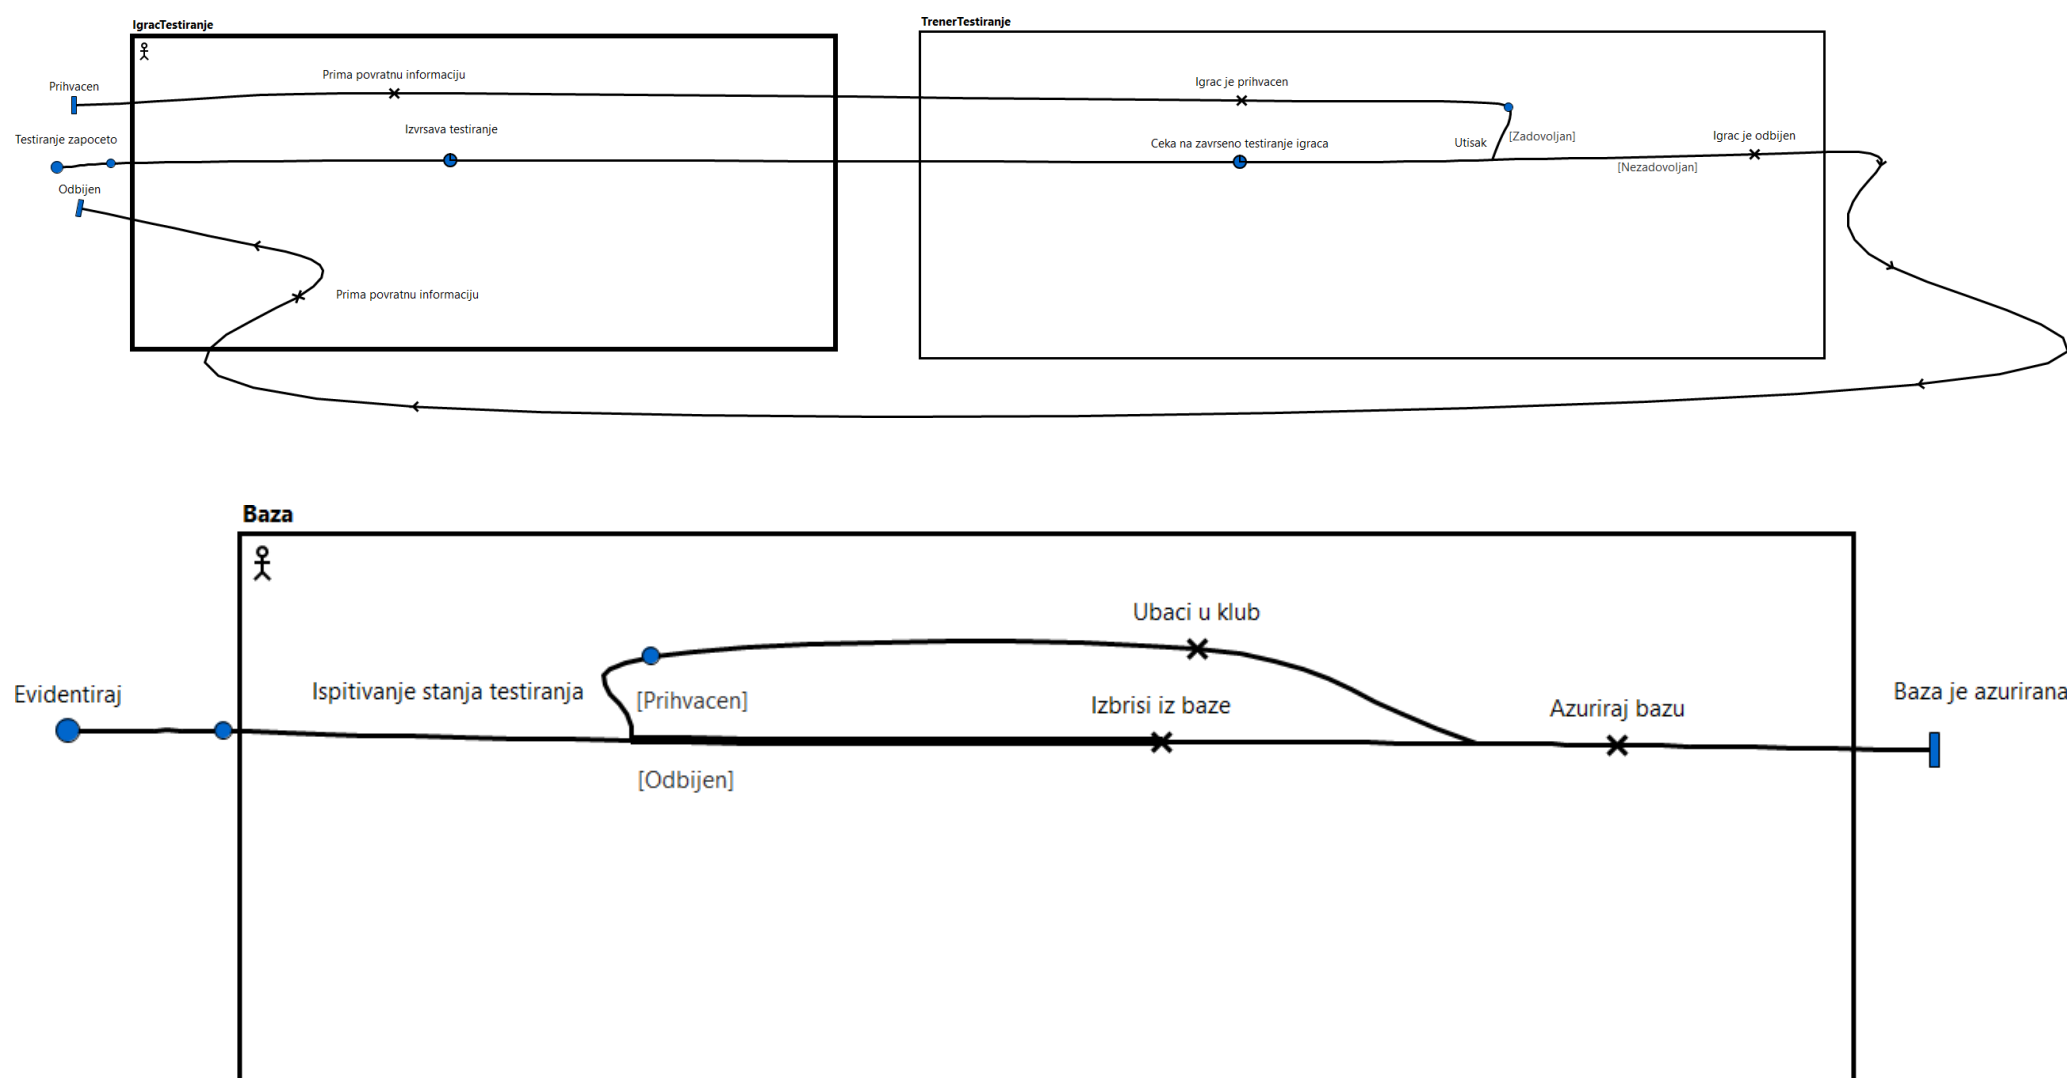 IgracTestiranje
TrenerTestiranje
Prihvacen
Prima povratnu informaciju
Igrac je prihvacen
Testiranje zapoceto
Izvrsava testiranje
Ceka na zavrseno testiranje igraca
Utisak
[Zadovoljan]
Igrac je odbijen
[Nezadovoljan]
Odbijen
Prima povratnu informaciju
Baza
Ubaci u klub
Evidentiraj
Ispitivanje stanja testiranja
[Prihvacen]
Izbrisi iz baze
Azuriraj bazu
Baza je azurirana
[Odbijen]